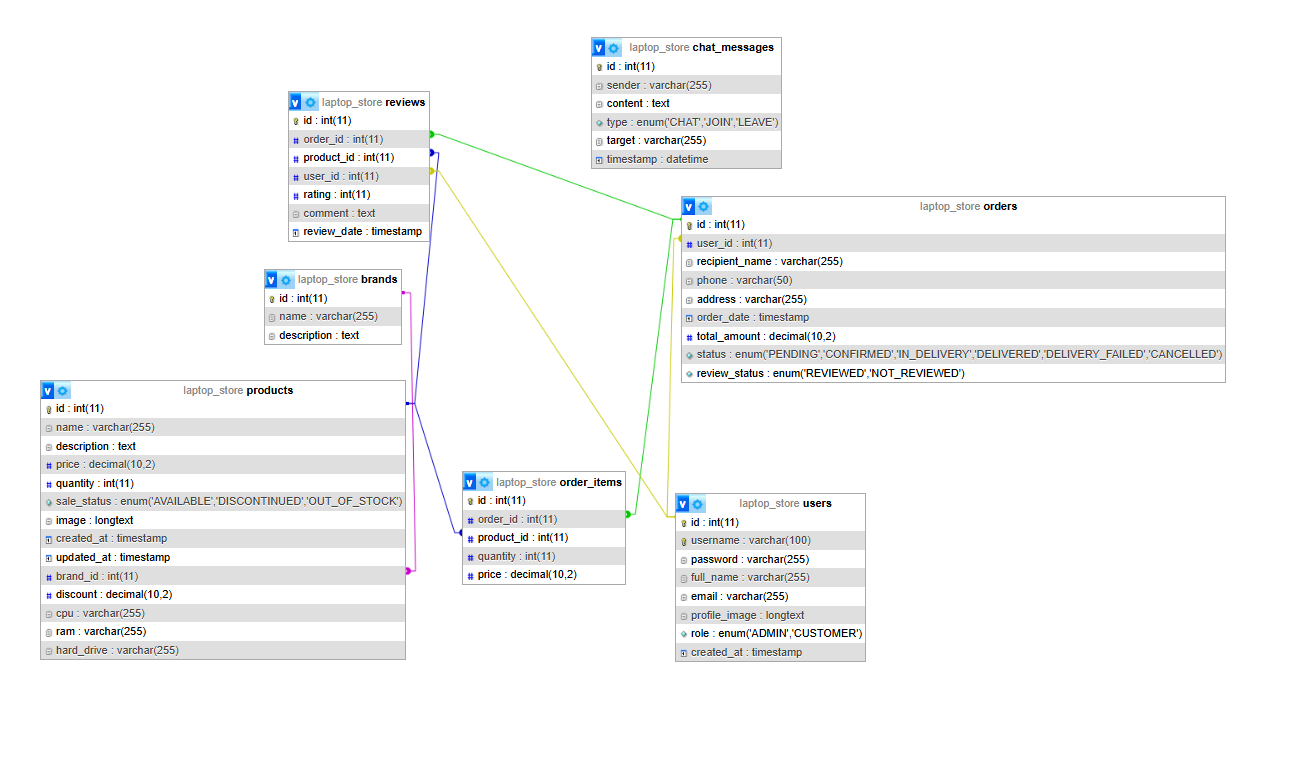 laptop_store chat_messages
id : int(11)
sender : varchar(255)
content : text
type : enum('CHAT','JOIN','LEAVE')
target : varchar(255)
timestamp : datetime
laptop_store reviews
id : int(11)
order_id : int(11)
product_id : int(11)
user_id : int(11)
rating : int(11)
comment : text
review_date : timestamp
laptop_store orders
id : int(11)
user_id : int(11)
recipient_name : varchar(255)
phone : varchar(50)
address : varchar(255)
order_date : timestamp
total_amount : decimal(10,2)
status : enum('PENDING','CONFIRMED','IN_DELIVERY','DELIVERED','DELIVERY_FAILED','CANCELLED')
review_status : enum('REVIEWED','NOT_REVIEWED')
laptop_store brands
id : int(11)
name : varchar(255)
description : text
laptop_store products
id : int(11)
name : varchar(255)
description : text
price : decimal(10,2)
quantity : int(11)
sale_status : enum('AVAILABLE','DISCONTINUED','OUT_OF_STOCK')
image : longtext
created_at : timestamp
updated_at : timestamp
brand_id : int(11)
discount : decimal(10,2)
cpu : varchar(255)
ram : varchar(255)
hard_drive : varchar(255)
laptop_store order_items
id : int(11)
order_id : int(11)
product_id : int(11)
quantity : int(11)
price : decimal(10,2)
laptop_store users
id : int(11)
username : varchar(100)
password : varchar(255)
full_name : varchar(255)
email : varchar(255)
profile_image : longtext
role : enum('ADMIN','CUSTOMER')
created_at : timestamp